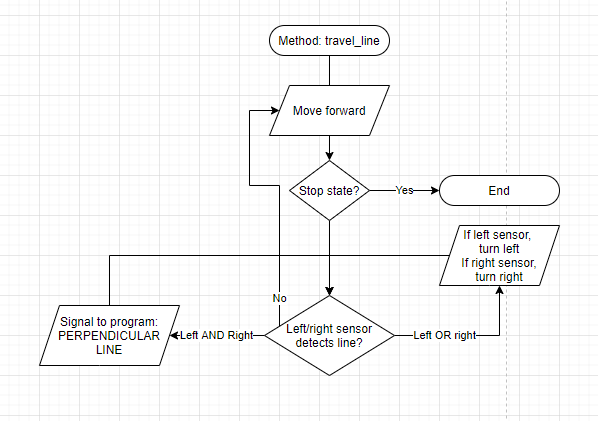 Method: travel_line
Move forward
Stop state?
Yes
End
If left sensor,
turn left
If right sensor,
turn right
No
Signal to program:
PERPENDICULAR
LINE
Left AND Right
Left/right sensor
detects line?
Left OR right